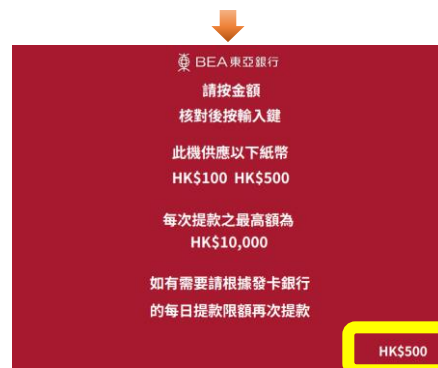 BEA東亞銀行
請按金額
核對後按輸入鍵
此機供應以下紙幣
HK$100 HK$500
每次提款之最高額為
HK$10,000
如有需要請根據發卡銀行
的每日提款限額再次提款
HK$500